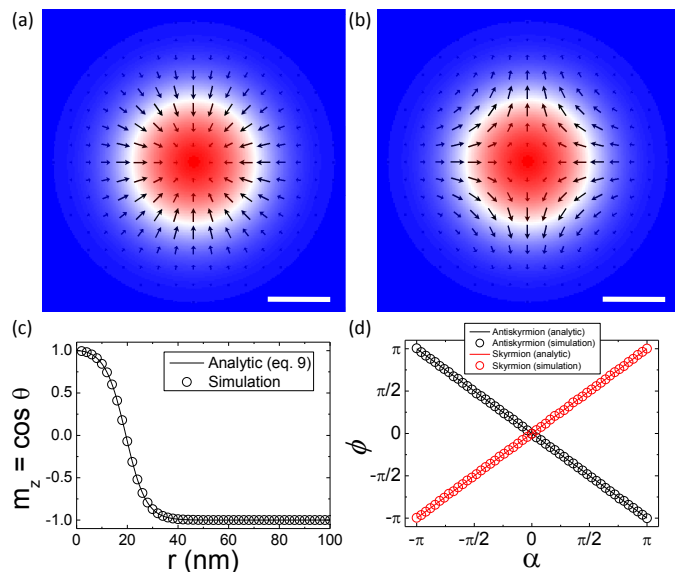 (a)
(b)
(c)
1.0
0.5
0.0
-0.5
-1.0
m_z = cos θ
Analytic (eq. 9)
Simulation
0 20 40 60 80 100
r (nm)
(d)
π
π/2
0
-π/2
-π
ϕ
Antiskyrmion (analytic)
Antiskyrmion (simulation)
Skyrmion (analytic)
Skyrmion (simulation)
-π -π/2 0 π/2 π
α